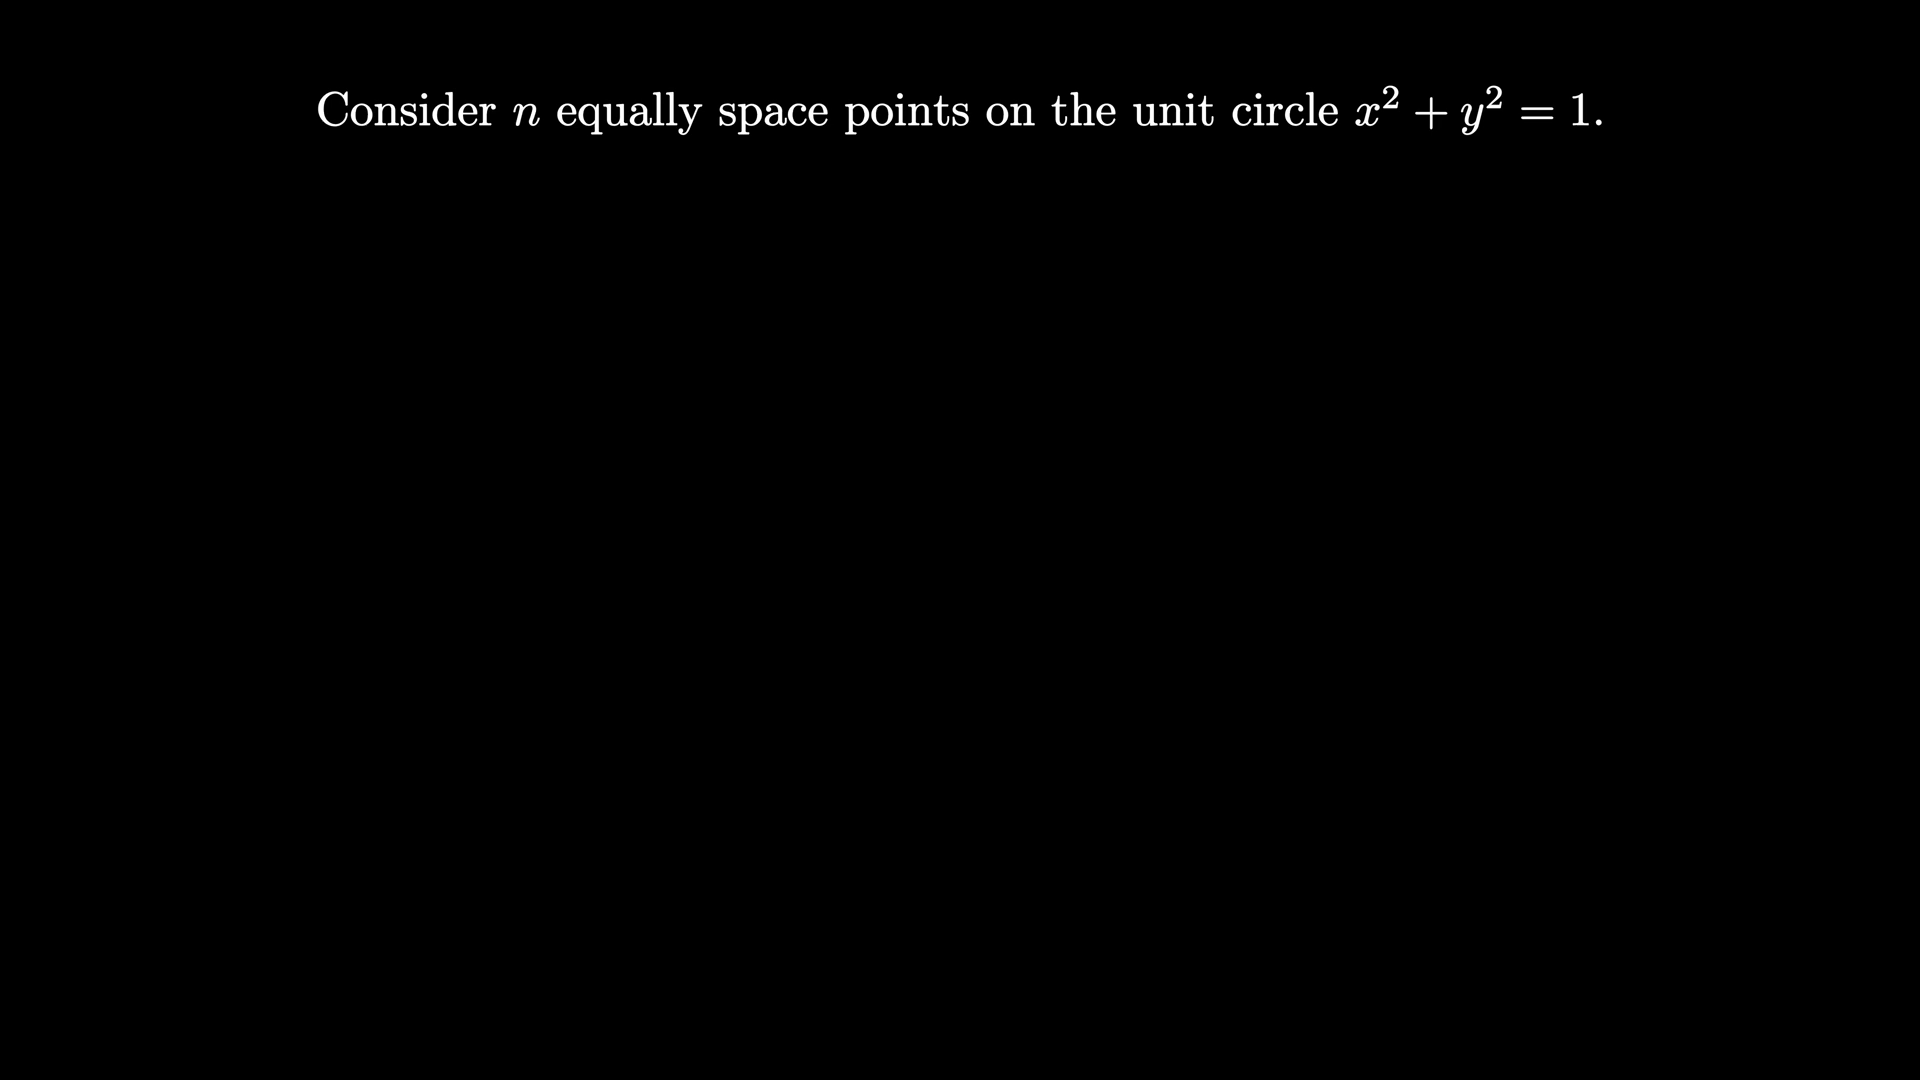 Consider n equally space points on the unit circle x² + y² = 1.